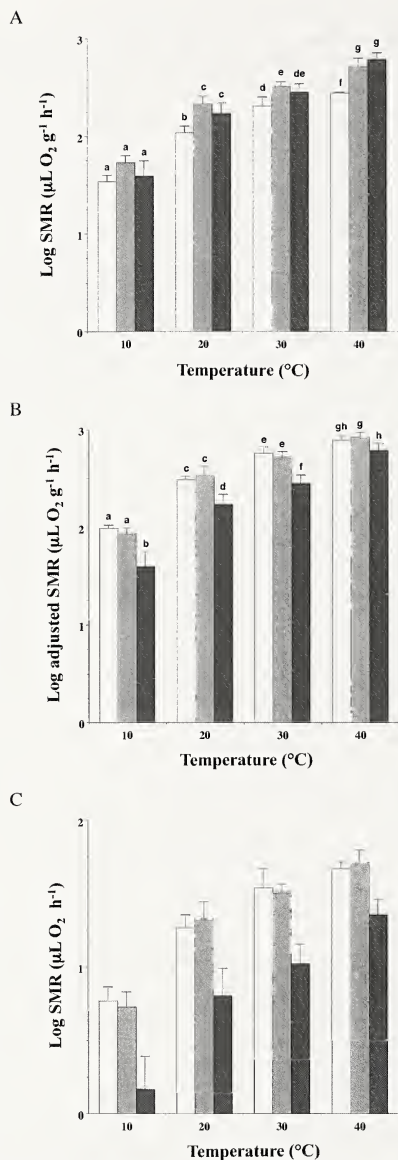 A
Log SMR (µL O₂ g⁻¹ h⁻¹)
3
2
1
0
a a a
b c c
d e de
f g g
10 20 30 40
Temperature (°C)
B
Log adjusted SMR (µL O₂ g⁻¹ h⁻¹)
3
2
1
0
a a b
c c d
e e f
gh g h
10 20 30 40
Temperature (°C)
C
Log SMR (µL O₂ h⁻¹)
2
1
0
10 20 30 40
Temperature (°C)